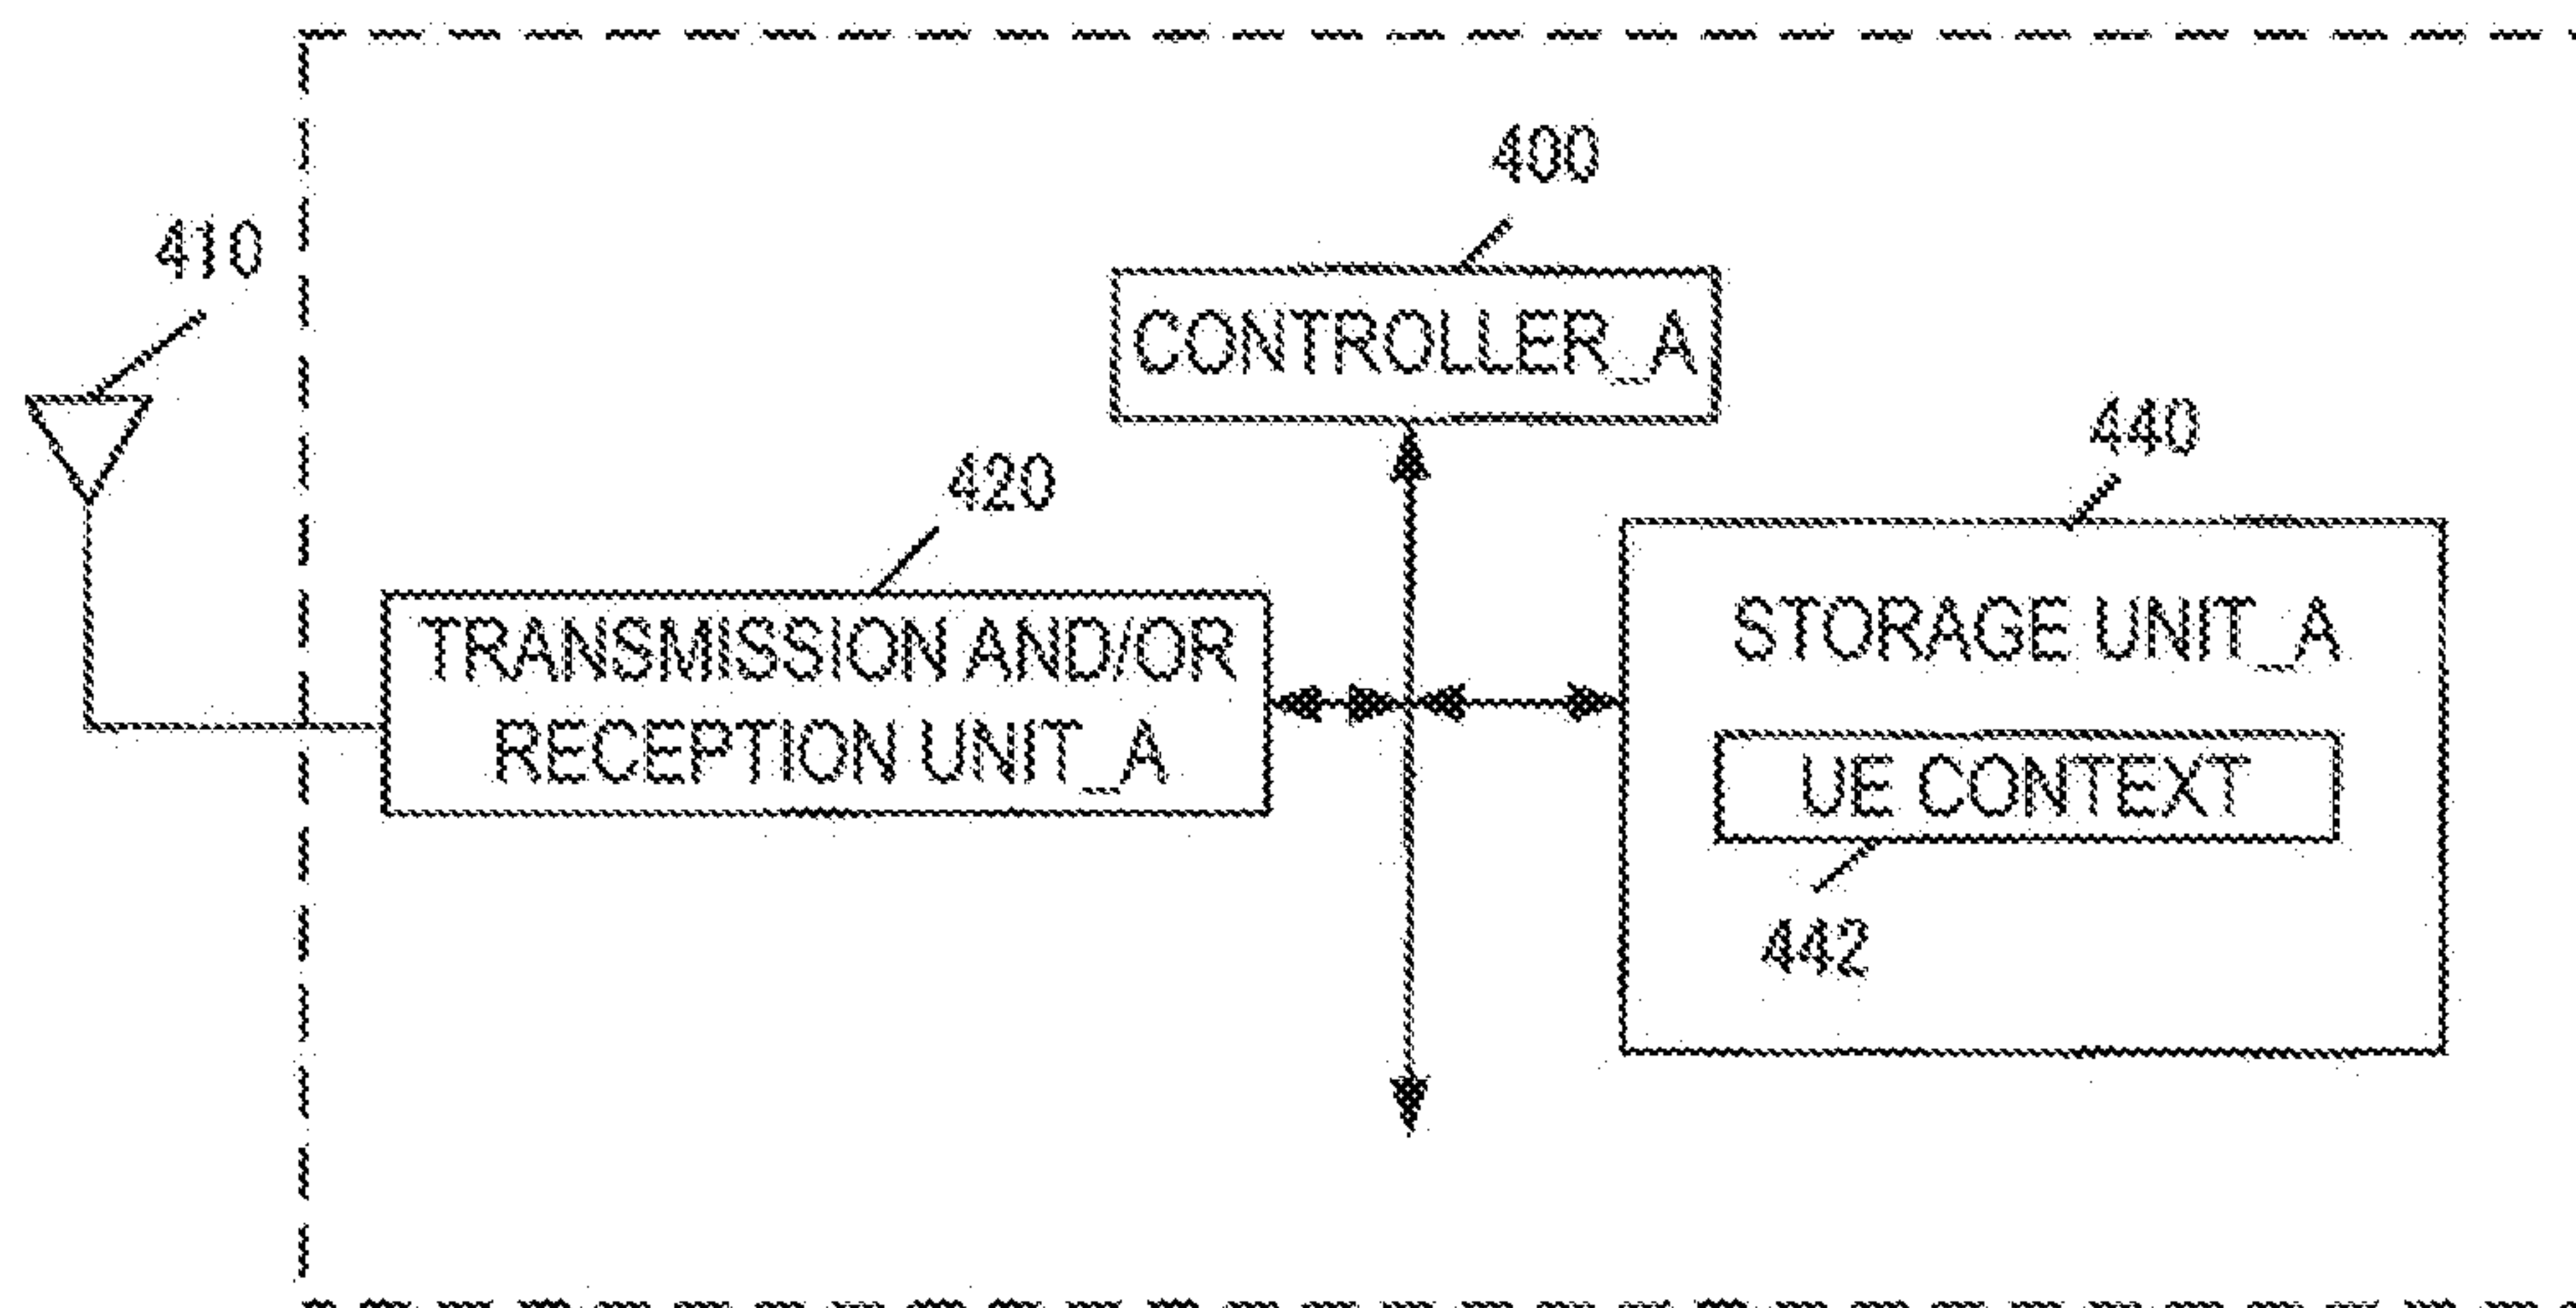 400
410
CONTROLLER_A
440
420
TRANSMISSION AND/OR
RECEPTION UNIT_A
STORAGE UNIT_A
UE CONTEXT
442